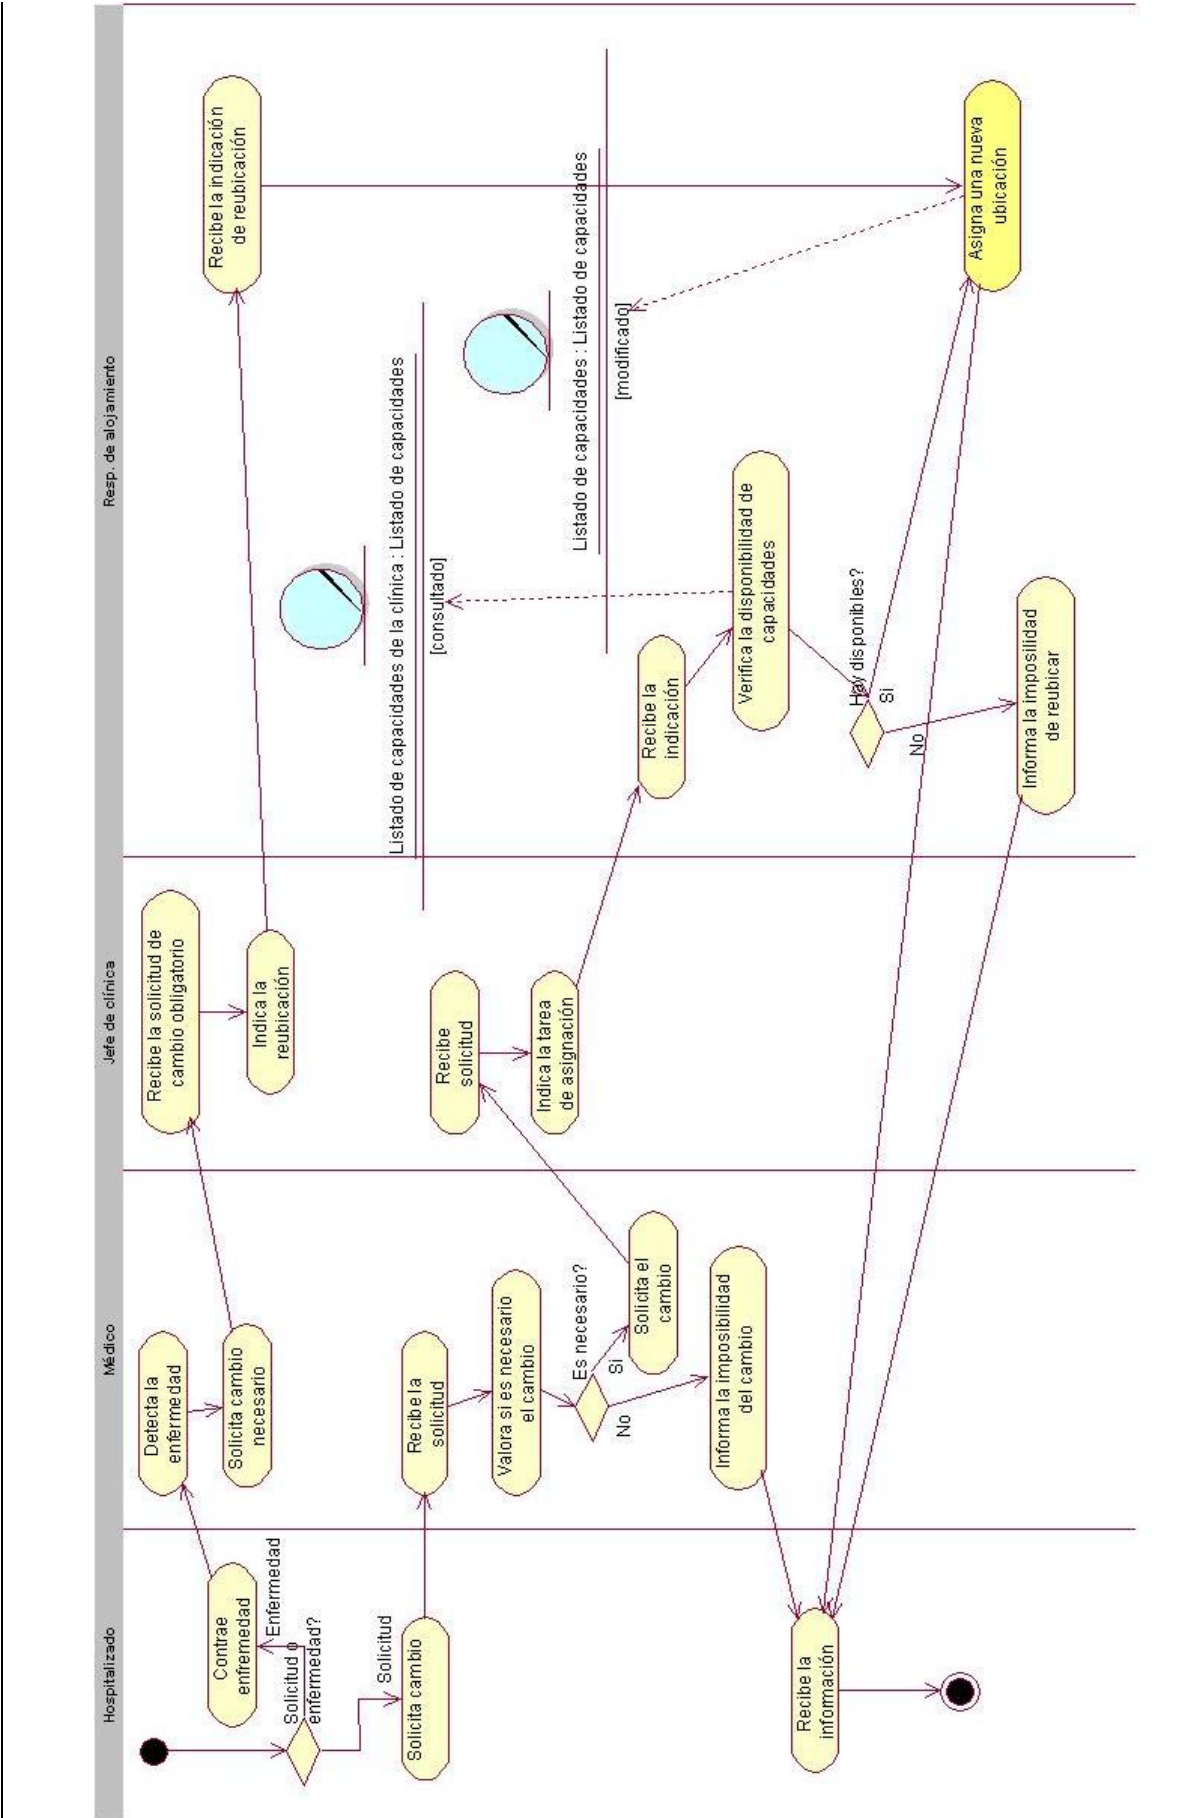 Hospitalizado
Médico
Jefe de clínica
Resp. de alojamiento
Solicitud o
enfermedad?
Enfermedad
Contrae
enfremedad
Detecta la
enfermedad
Solicita cambio
necesario
Recibe la solicitud de
cambio obligatorio
Indica la
reubicación
Recibe la indicación
de reubicación
Solicitud
Solicita cambio
Recibe la
solicitud
Valora si es necesario
el cambio
Es necesario?
Si
No
Solicita el
cambio
Informa la imposibilidad
del cambio
Recibe
solicitud
Indica la tarea
de asignación
Recibe la
indicación
Listado de capacidades de la clínica : Listado de capacidades
[consultado]
Verifica la disponibilidad de
capacidades
Listado de capacidades : Listado de capacidades
[modificado]
Hay disponibles?
Si
No
Asigna una nueva
ubicación
Informa la imposilidad
de reubicar
Recibe la
información